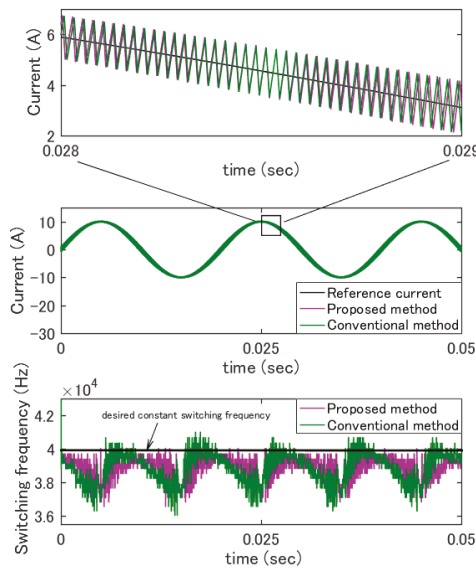 Current (A)
6
4
2
0.028
0.029
time (sec)
Current (A)
10
0
-10
-20
-30
Reference current
Proposed method
Conventional method
0
0.025
0.05
time (sec)
Switching frequency (Hz)
×10⁴
42
4
3.8
3.6
desired constant switching frequency
Proposed method
Conventional method
0
0.025
0.05
time (sec)